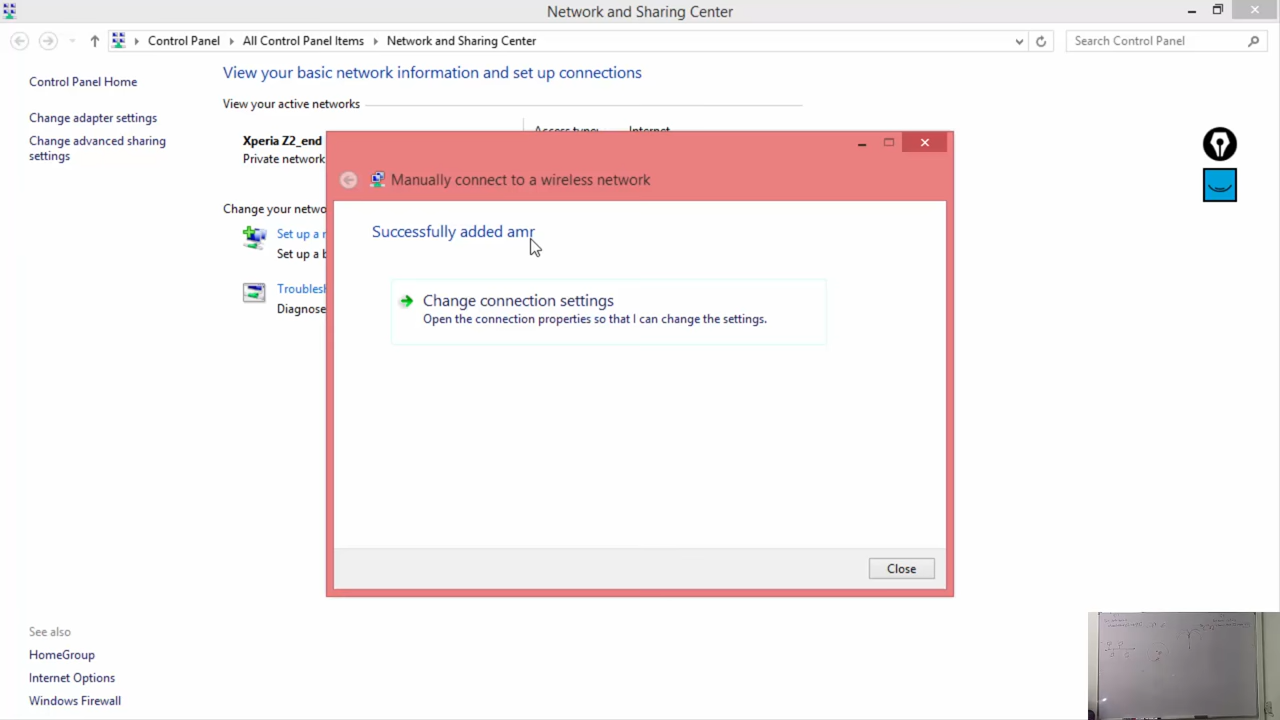 Network and Sharing Center
Control Panel All Control Panel Items Network and Sharing Center
Search Control Panel
Control Panel Home
Change adapter settings
Change advanced sharing
settings
See also
HomeGroup
Internet Options
Windows Firewall
View your basic network information and set up connections
View your active networks
Xperia Z2_end
Private network
Access type: Internet
Change your netwo
Set up a
Set up a b
Troubles
Diagnose
Manually connect to a wireless network
Successfully added amr
Change connection settings
Open the connection properties so that I can change the settings.
Close